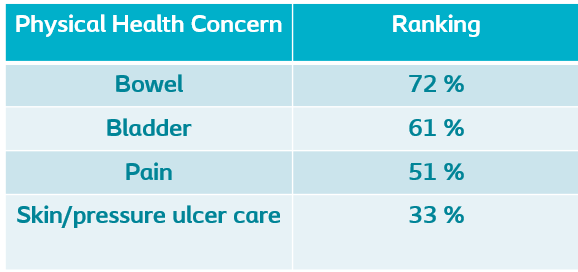 Physical Health Concern Ranking
Bowel 72 %
Bladder 61 %
Pain 51 %
Skin/pressure ulcer care 33 %